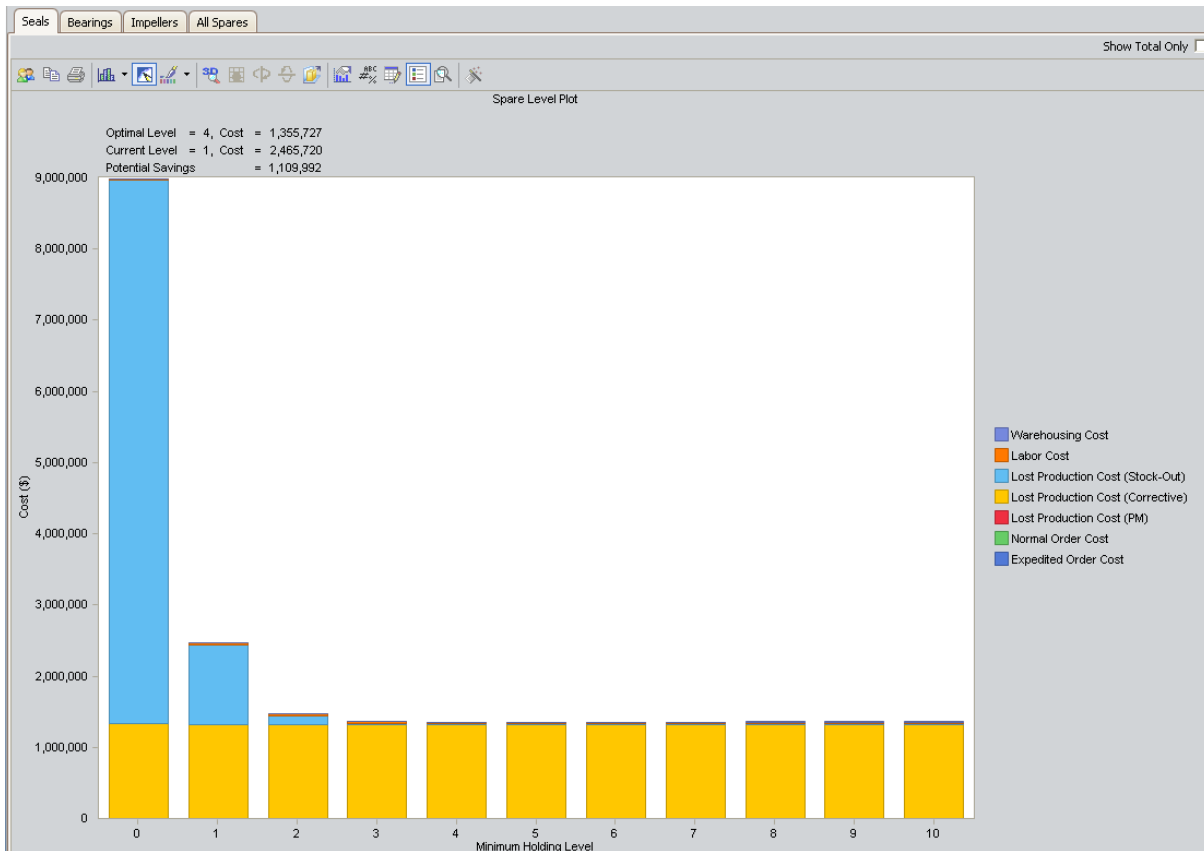 Seals Bearings Impellers All Spares
Show Total Only
3D ABC #%
Spare Level Plot
Optimal Level = 4, Cost = 1,355,727
Current Level = 1, Cost = 2,465,720
Potential Savings = 1,109,992
9,000,000
8,000,000
7,000,000
6,000,000
5,000,000
4,000,000
3,000,000
2,000,000
1,000,000
0
Cost ($)
0 1 2 3 4 5 6 7 8 9 10
Minimum Holding Level
Warehousing Cost
Labor Cost
Lost Production Cost (Stock-Out)
Lost Production Cost (Corrective)
Lost Production Cost (PM)
Normal Order Cost
Expedited Order Cost